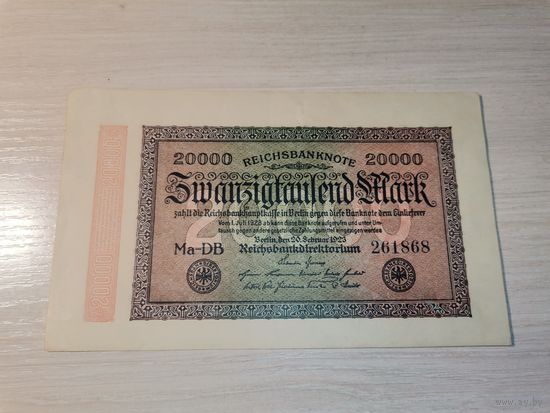 20000 REICHSBANKNOTE 20000
Zwanzigtausend Mark
zahlt die Reichsbankhauptkasse in Berlin gegen diese Banknote dem Einlieferer
Vom 1. Juli 1923 ab kann diese Banknote aufgerufen und unter Um-
tausch gegen andere gesetzliche Zahlungsmittel eingezogen werden
Berlin, den 20. Februar 1923
Ma-DB Reichsbankdirektorium 261868
20000
ay.by